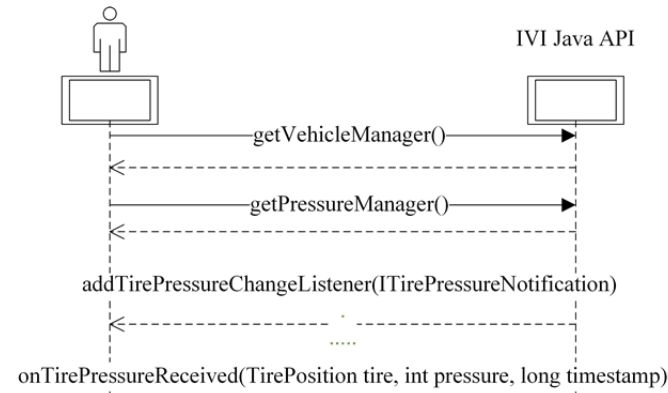 IVI Java API
getVehicleManager()
getPressureManager()
addTirePressureChangeListener(ITirePressureNotification)
.
.....
onTirePressureReceived(TirePosition tire, int pressure, long timestamp)